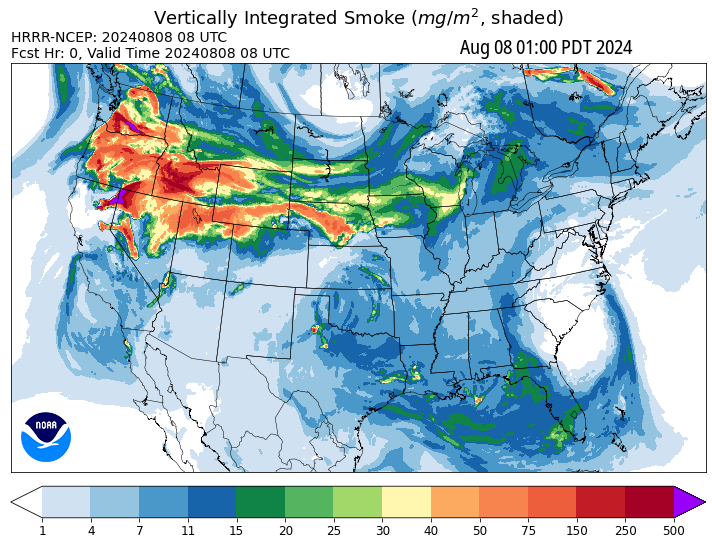 Vertically Integrated Smoke (mg/m², shaded)
HRRR-NCEP: 20240808 08 UTC
Fcst Hr: 0, Valid Time 20240808 08 UTC
Aug 08 01:00 PDT 2024
NOAA
1 4 7 11 15 20 25 30 40 50 75 150 250 500